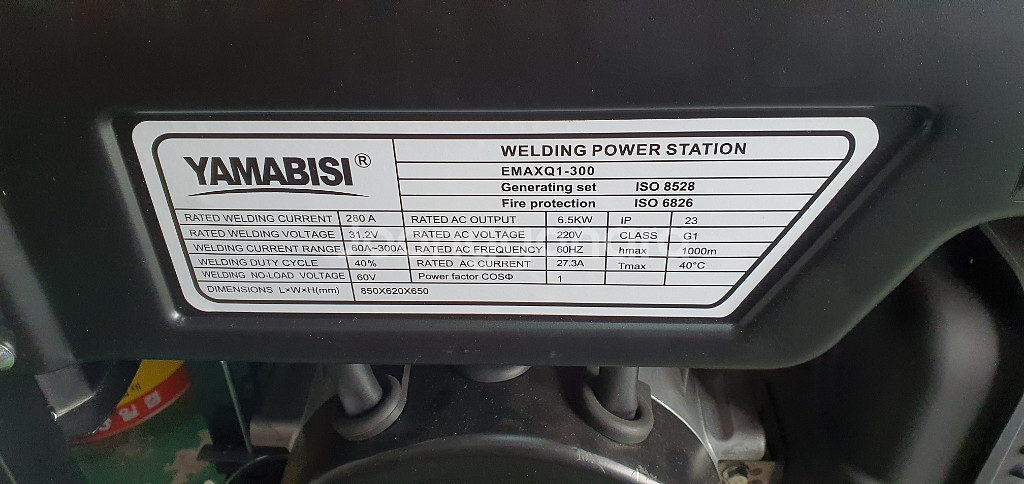 YAMABISI®
WELDING POWER STATION
EMAXQ1-300
Generating set ISO 8528
Fire protection ISO 6826
RATED WELDING CURRENT 280 A RATED AC OUTPUT 6.5KW IP 23
RATED WELDING VOLTAGE 31.2V RATED AC VOLTAGE 220V CLASS G1
WELDING CURRENT RANGE 60A~300A RATED AC FREQUENCY 60HZ hmax 1000m
WELDING DUTY CYCLE 40% RATED AC CURRENT 27.3A Tmax 40°C
WELDING NO-LOAD VOLTAGE 60V Power factor COSΦ 1
DIMENSIONS L×W×H(mm) 850X620X650